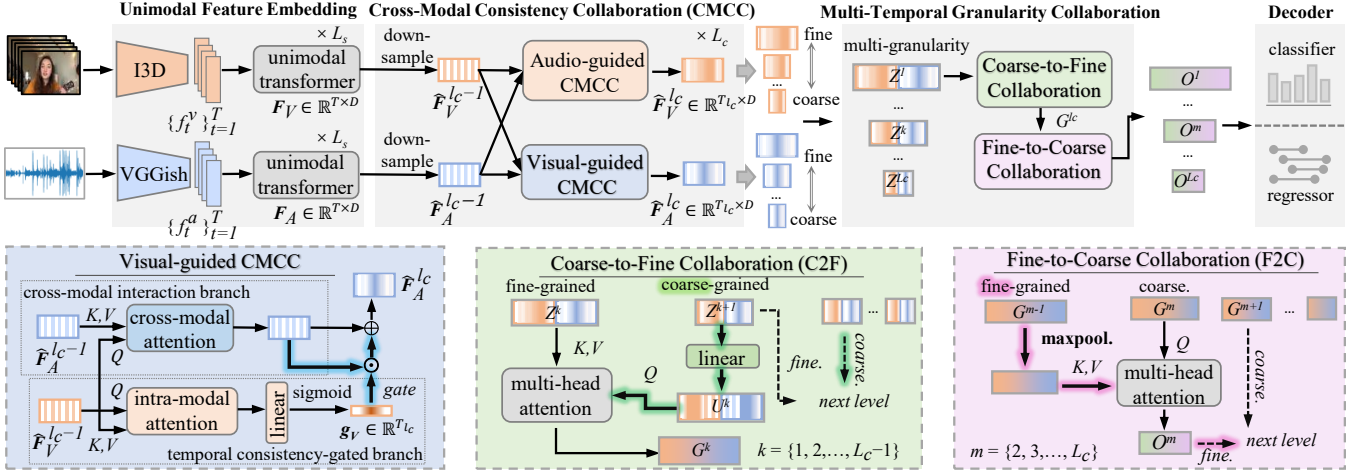 Unimodal Feature Embedding
Cross-Modal Consistency Collaboration (CMCC)
Multi-Temporal Granularity Collaboration
Decoder
I3D
{f_t^v}_{t=1}^T
× L_s
unimodal
transformer
F_V ∈ ℝ^{T×D}
VGGish
{f_t^a}_{t=1}^T
× L_s
unimodal
transformer
F_A ∈ ℝ^{T×D}
down-
sample
F̂_V^{l_c-1}
down-
sample
F̂_A^{l_c-1}
× L_c
Audio-guided
CMCC
F̂_V^{l_c} ∈ ℝ^{T_{l_c}×D}
Visual-guided
CMCC
F̂_A^{l_c} ∈ ℝ^{T_{l_c}×D}
fine
...
coarse
fine
...
coarse
multi-granularity
Z^1
...
Z^k
...
Z^{Lc}
Coarse-to-Fine
Collaboration
G^{lc}
Fine-to-Coarse
Collaboration
O^1
...
O^m
...
O^{Lc}
classifier
regressor
Visual-guided CMCC
cross-modal interaction branch
F̂_A^{l_c}
K,V
cross-modal
attention
F̂_A^{l_c-1}
Q
Q
intra-modal
attention
linear
sigmoid
gate
F̂_V^{l_c-1}
K,V
g_V ∈ ℝ^{T_{l_c}}
temporal consistency-gated branch
Coarse-to-Fine Collaboration (C2F)
fine-grained
coarse-grained
Z^k
Z^{k+1}
...
K,V
linear
fine.
coarse.
Q
multi-head
attention
U^k
next level
G^k
k = {1, 2,…, L_c−1}
Fine-to-Coarse Collaboration (F2C)
fine-grained
coarse.
G^{m-1}
G^m
G^{m+1}
...
maxpool.
Q
K,V
coarse.
multi-head
attention
O^m
fine.
next level
m = {2, 3,…, L_c}